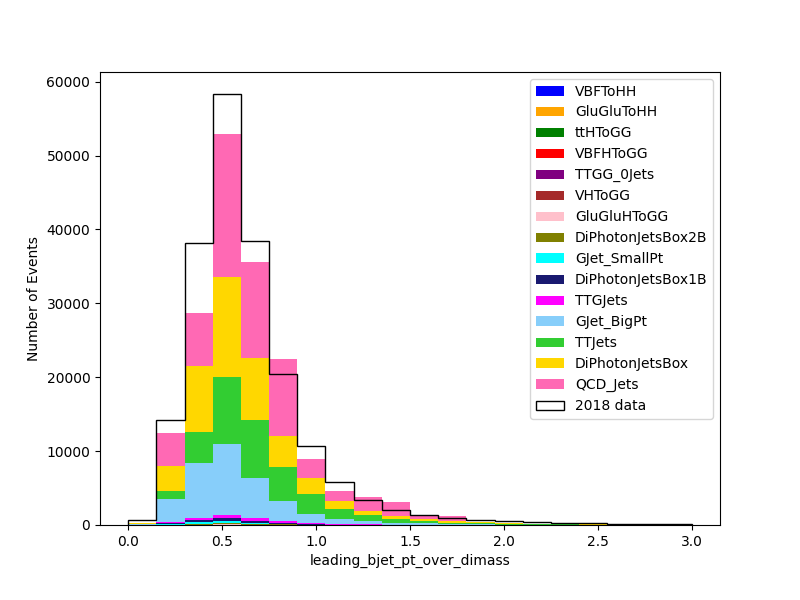 60000
50000
40000
30000
20000
10000
0
Number of Events
0.0
0.5
1.0
1.5
2.0
2.5
3.0
leading_bjet_pt_over_dimass
VBFToHH
GluGluToHH
ttHToGG
VBFHToGG
TTGG_0Jets
VHToGG
GluGluHToGG
DiPhotonJetsBox2B
GJet_SmallPt
DiPhotonJetsBox1B
TTGJets
GJet_BigPt
TTJets
DiPhotonJetsBox
QCD_Jets
2018 data